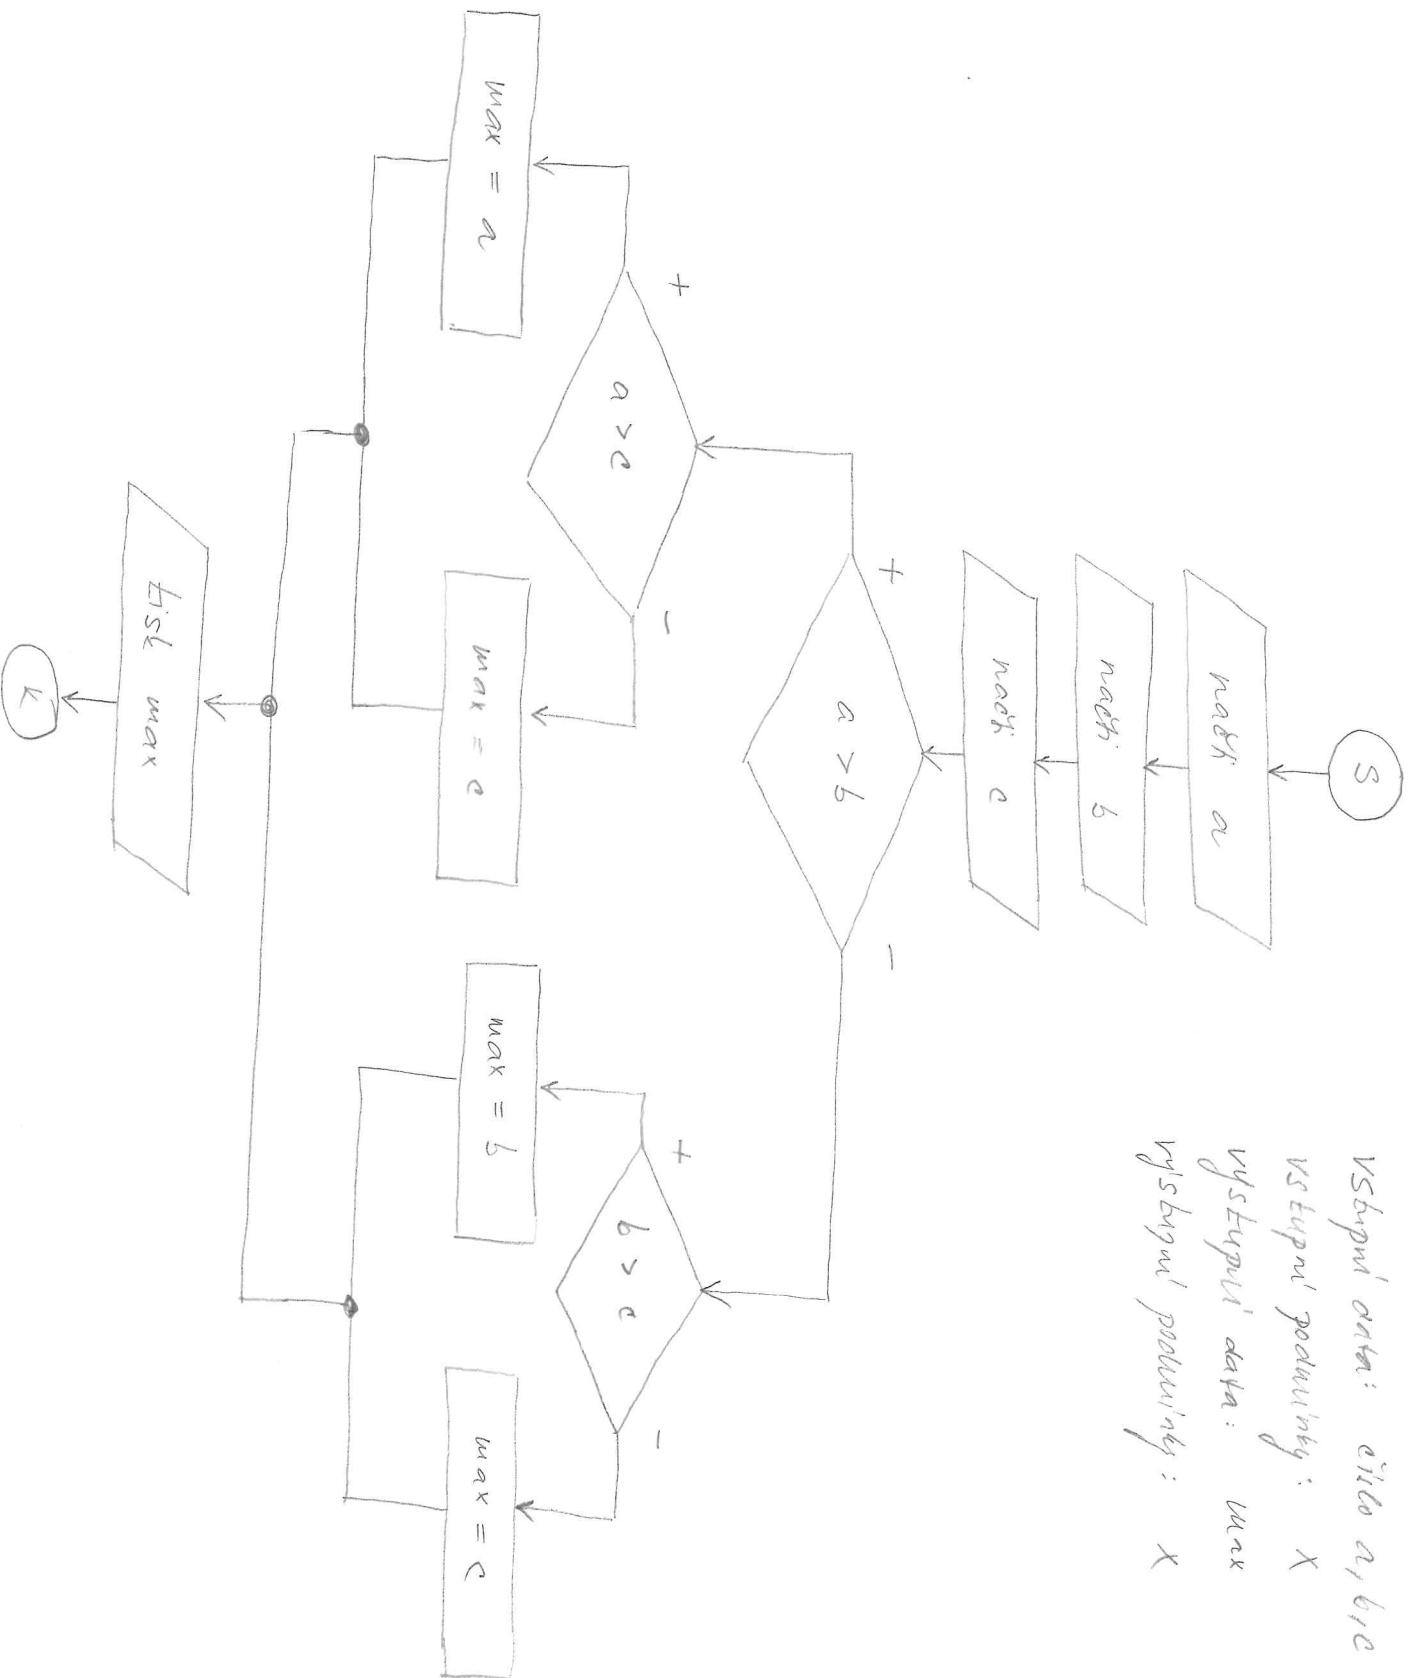 S
vstupní data: číslo a, b, c
vstupní podmínky: X
výstupní data: max
výstupní podmínky: X
načti a
načti b
načti c
+ a > b -
+ a > c -
+ b > c -
max = a
max = c
max = b
max = c
tisk max
K